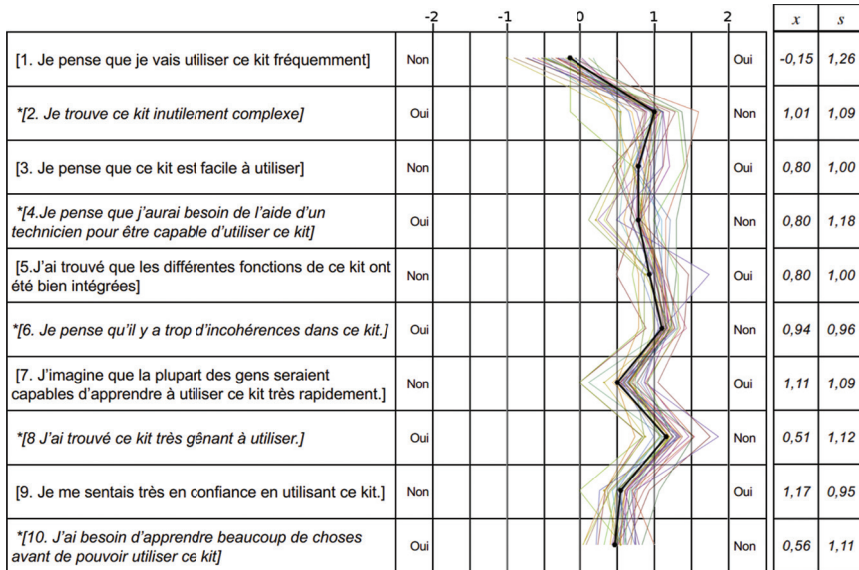 -2 -1 0 1 2 x s
[1. Je pense que je vais utiliser ce kit fréquemment] Non Oui -0,15 1,26
*[2. Je trouve ce kit inutilement complexe] Oui Non 1,01 1,09
[3. Je pense que ce kit est facile à utiliser] Non Oui 0,80 1,00
*[4.Je pense que j'aurai besoin de l'aide d'un
technicien pour être capable d'utiliser ce kit] Oui Non 0,80 1,18
[5.J'ai trouvé que les différentes fonctions de ce kit ont
été bien intégrées] Non Oui 0,80 1,00
*[6. Je pense qu'il y a trop d'incohérences dans ce kit.] Oui Non 0,94 0,96
[7. J'imagine que la plupart des gens seraient
capables d'apprendre à utiliser ce kit très rapidement.] Non Oui 1,11 1,09
*[8 J'ai trouvé ce kit très gênant à utiliser.] Oui Non 0,51 1,12
[9. Je me sentais très en confiance en utilisant ce kit.] Non Oui 1,17 0,95
*[10. J'ai besoin d'apprendre beaucoup de choses
avant de pouvoir utiliser ce kit] Oui Non 0,56 1,11